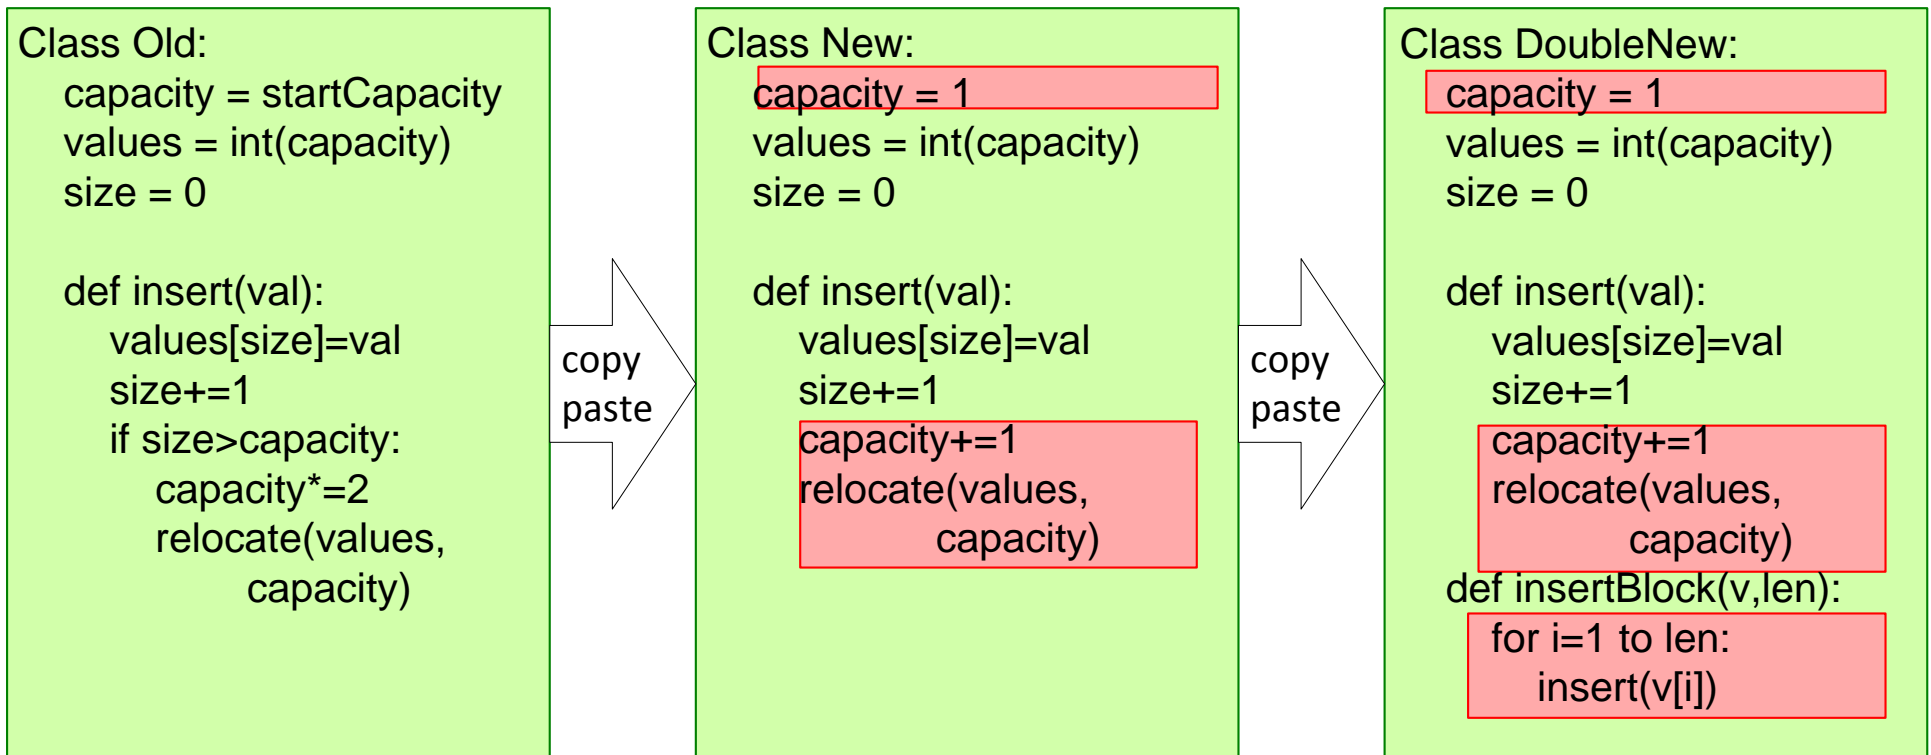 Class Old:
capacity = startCapacity
values = int(capacity)
size = 0
def insert(val):
values[size]=val
size+=1
if size>capacity:
capacity*=2
relocate(values,
capacity)
copy
paste
Class New:
capacity = 1
values = int(capacity)
size = 0
def insert(val):
values[size]=val
size+=1
capacity+=1
relocate(values,
capacity)
copy
paste
Class DoubleNew:
capacity = 1
values = int(capacity)
size = 0
def insert(val):
values[size]=val
size+=1
capacity+=1
relocate(values,
capacity)
def insertBlock(v,len):
for i=1 to len:
insert(v[i])